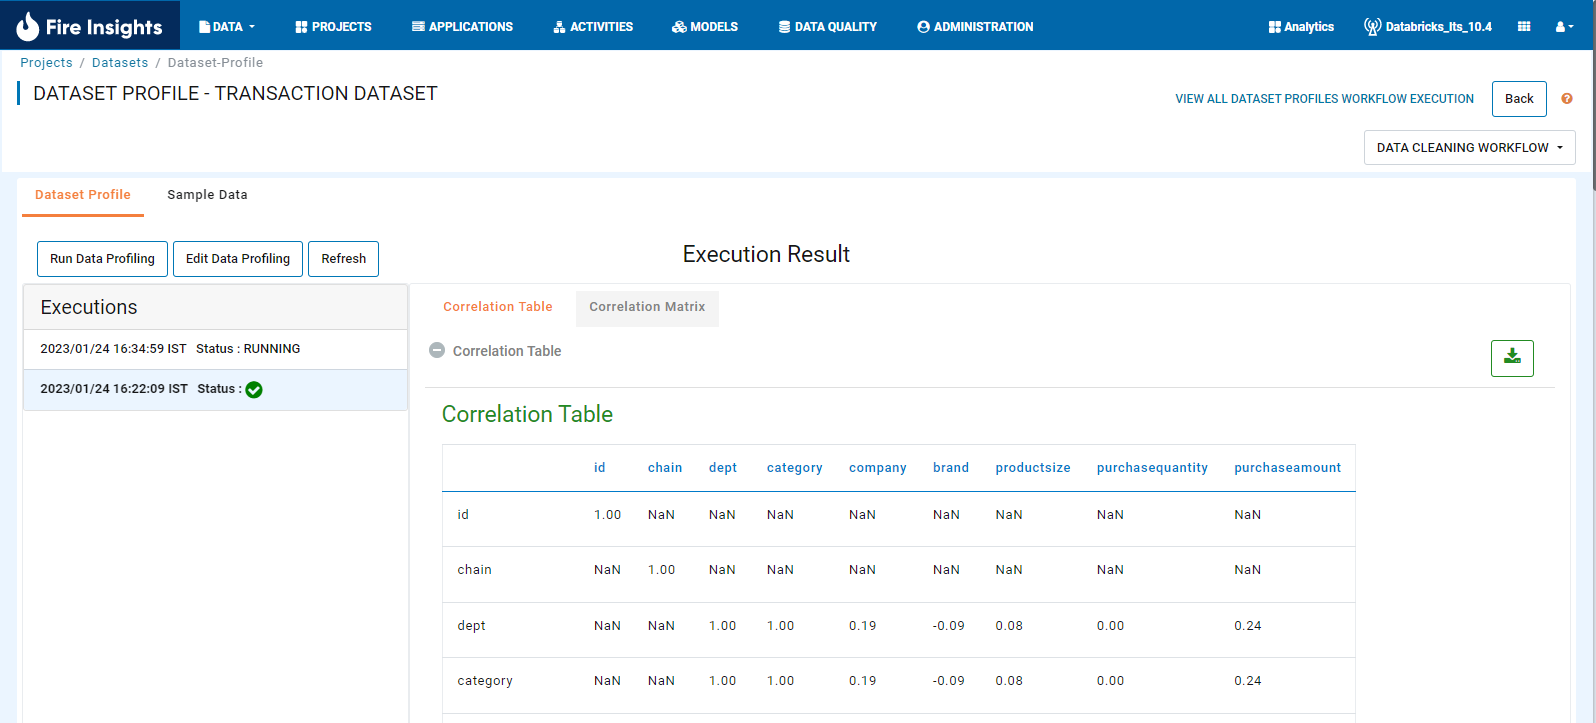 Fire Insights DATA PROJECTS APPLICATIONS ACTIVITIES MODELS DATA QUALITY ADMINISTRATION Analytics Databricks_lts_10.4
Projects / Datasets / Dataset-Profile
DATASET PROFILE - TRANSACTION DATASET
VIEW ALL DATASET PROFILES WORKFLOW EXECUTION Back ?
DATA CLEANING WORKFLOW
Dataset Profile Sample Data
Run Data Profiling Edit Data Profiling Refresh
Execution Result
Executions
2023/01/24 16:34:59 IST Status : RUNNING
2023/01/24 16:22:09 IST Status :
Correlation Table Correlation Matrix
Correlation Table
Correlation Table
id chain dept category company brand productsize purchasequantity purchaseamount
id 1.00 NaN NaN NaN NaN NaN NaN NaN NaN
chain NaN 1.00 NaN NaN NaN NaN NaN NaN NaN
dept NaN NaN 1.00 1.00 0.19 -0.09 0.08 0.00 0.24
category NaN NaN 1.00 1.00 0.19 -0.09 0.08 0.00 0.24